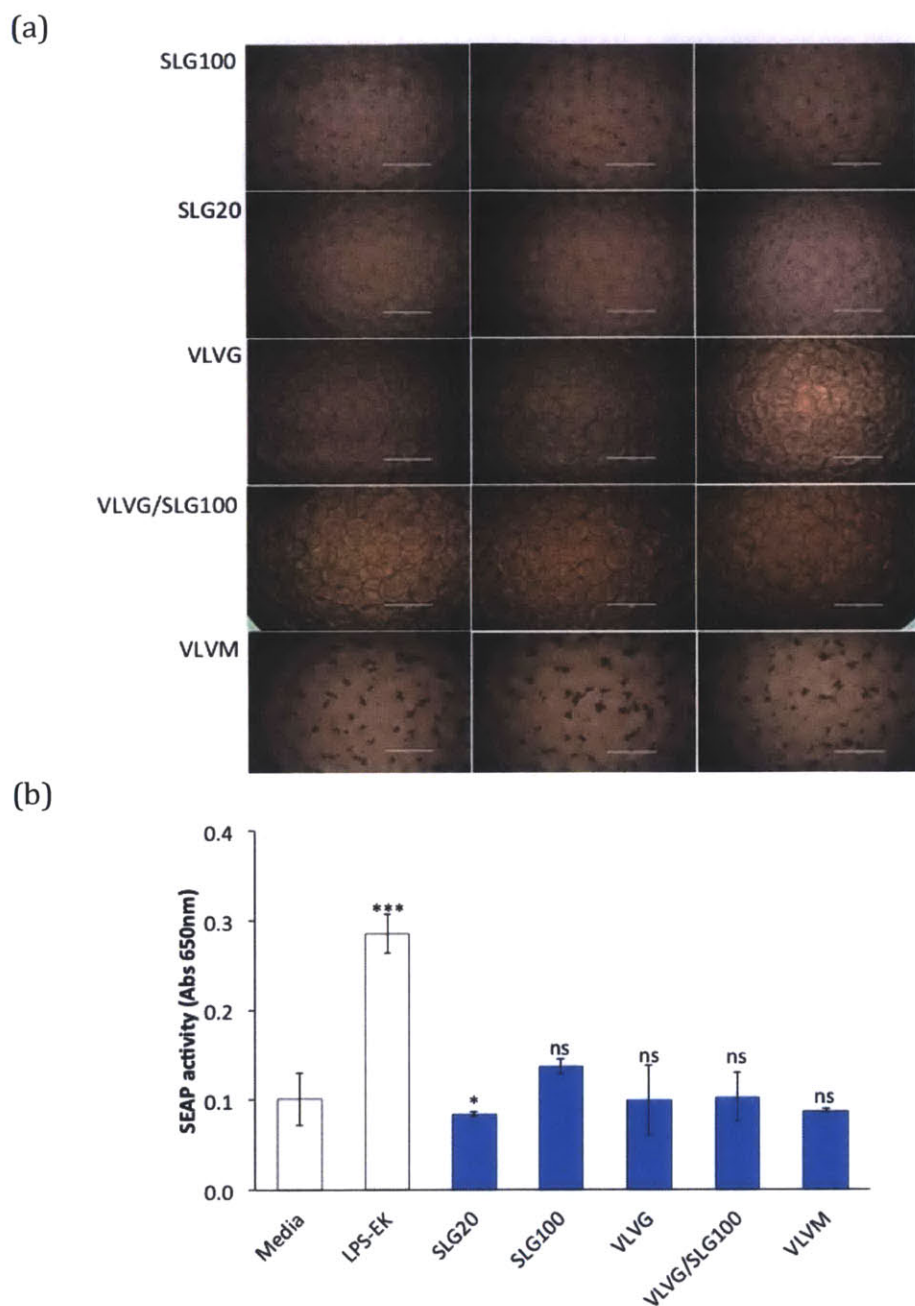 (a)
SLG100
SLG20
VLVG
VLVG/SLG100
VLVM
(b)
SEAP activity (Abs 650nm)
0.4
0.3
0.2
0.1
0.0
***
*
ns
ns
ns
ns
Media
LPS-EK
SLG20
SLG100
VLVG
VLVG/SLG100
VLVM